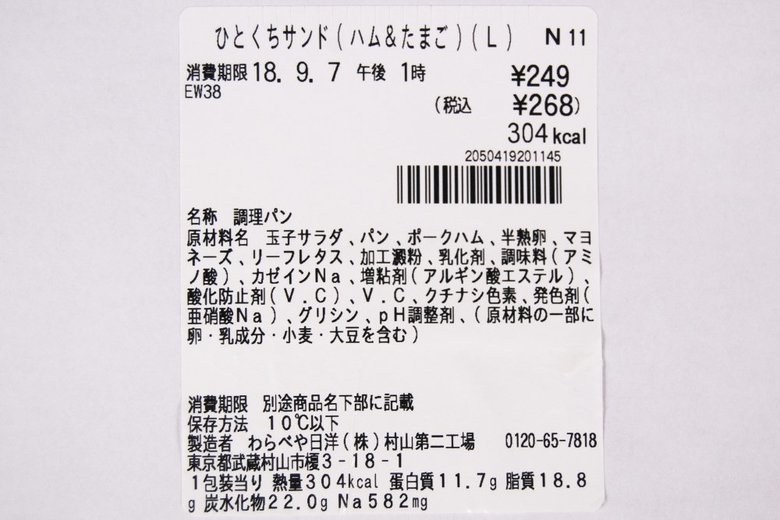 ひとくちサンド(ハム&たまご)(L) N 11
消費期限 18. 9. 7 午後 1時
¥249
EW38
(税込 ¥268)
304kcal
2050419201145
名称 調理パン
原材料名 玉子サラダ、パン、ポークハム、半熟卵、マヨ
ネーズ、リーフレタス、加工澱粉、乳化剤、調味料(アミ
ノ酸)、カゼインNa、増粘剤(アルギン酸エステル)、
酸化防止剤(V.C)、V.C、クチナシ色素、発色剤(
亜硝酸Na)、グリシン、pH調整剤、(原材料の一部に
卵・乳成分・小麦・大豆を含む)
消費期限 別途商品名下部に記載
保存方法 10℃以下
製造者 わらべや日洋(株)村山第二工場 0120-65-7818
東京都武蔵村山市榎3-18-1
1包装当り 熱量304kcal 蛋白質11.7g 脂質18.8
g 炭水化物22.0g Na582mg